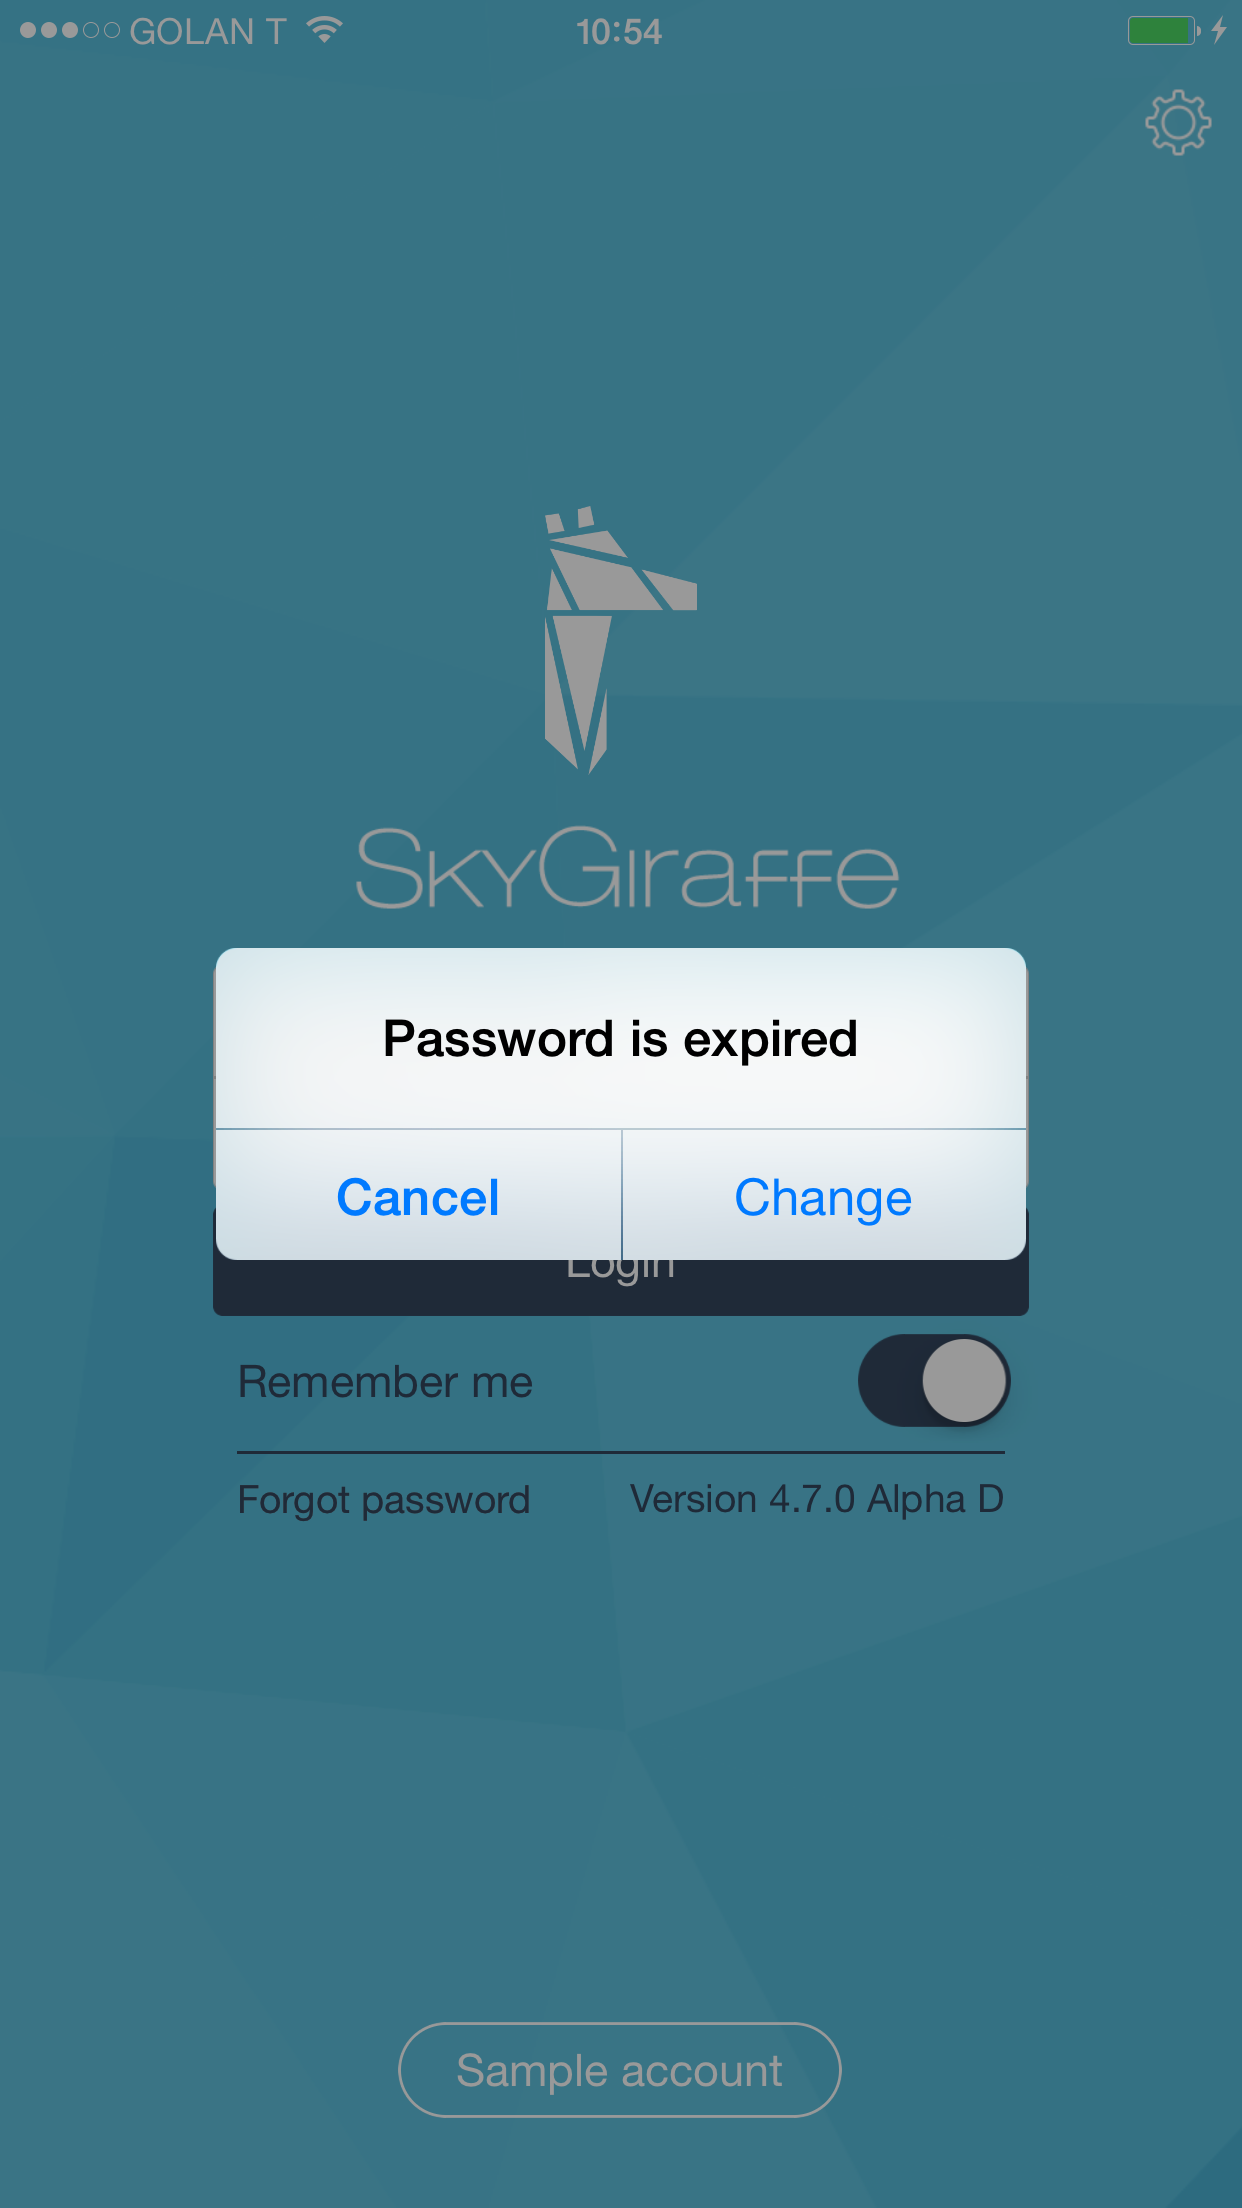 GOLAN T
10:54
SKYGIRAFFE
Password is expired
Cancel
Change
Login
Remember me
Forgot password
Version 4.7.0 Alpha D
Sample account